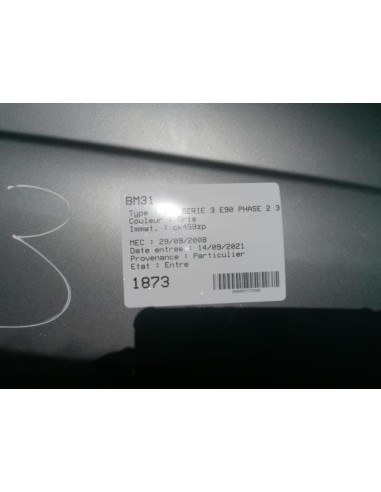 BM31
Type SERIE 3 E90 PHASE 2 3
Couleur Gris
Immat. :
MEC : 29/09/2008
Date entree : 14/09/2021
Provenance : Particulier
Etat : Entre
1873
3